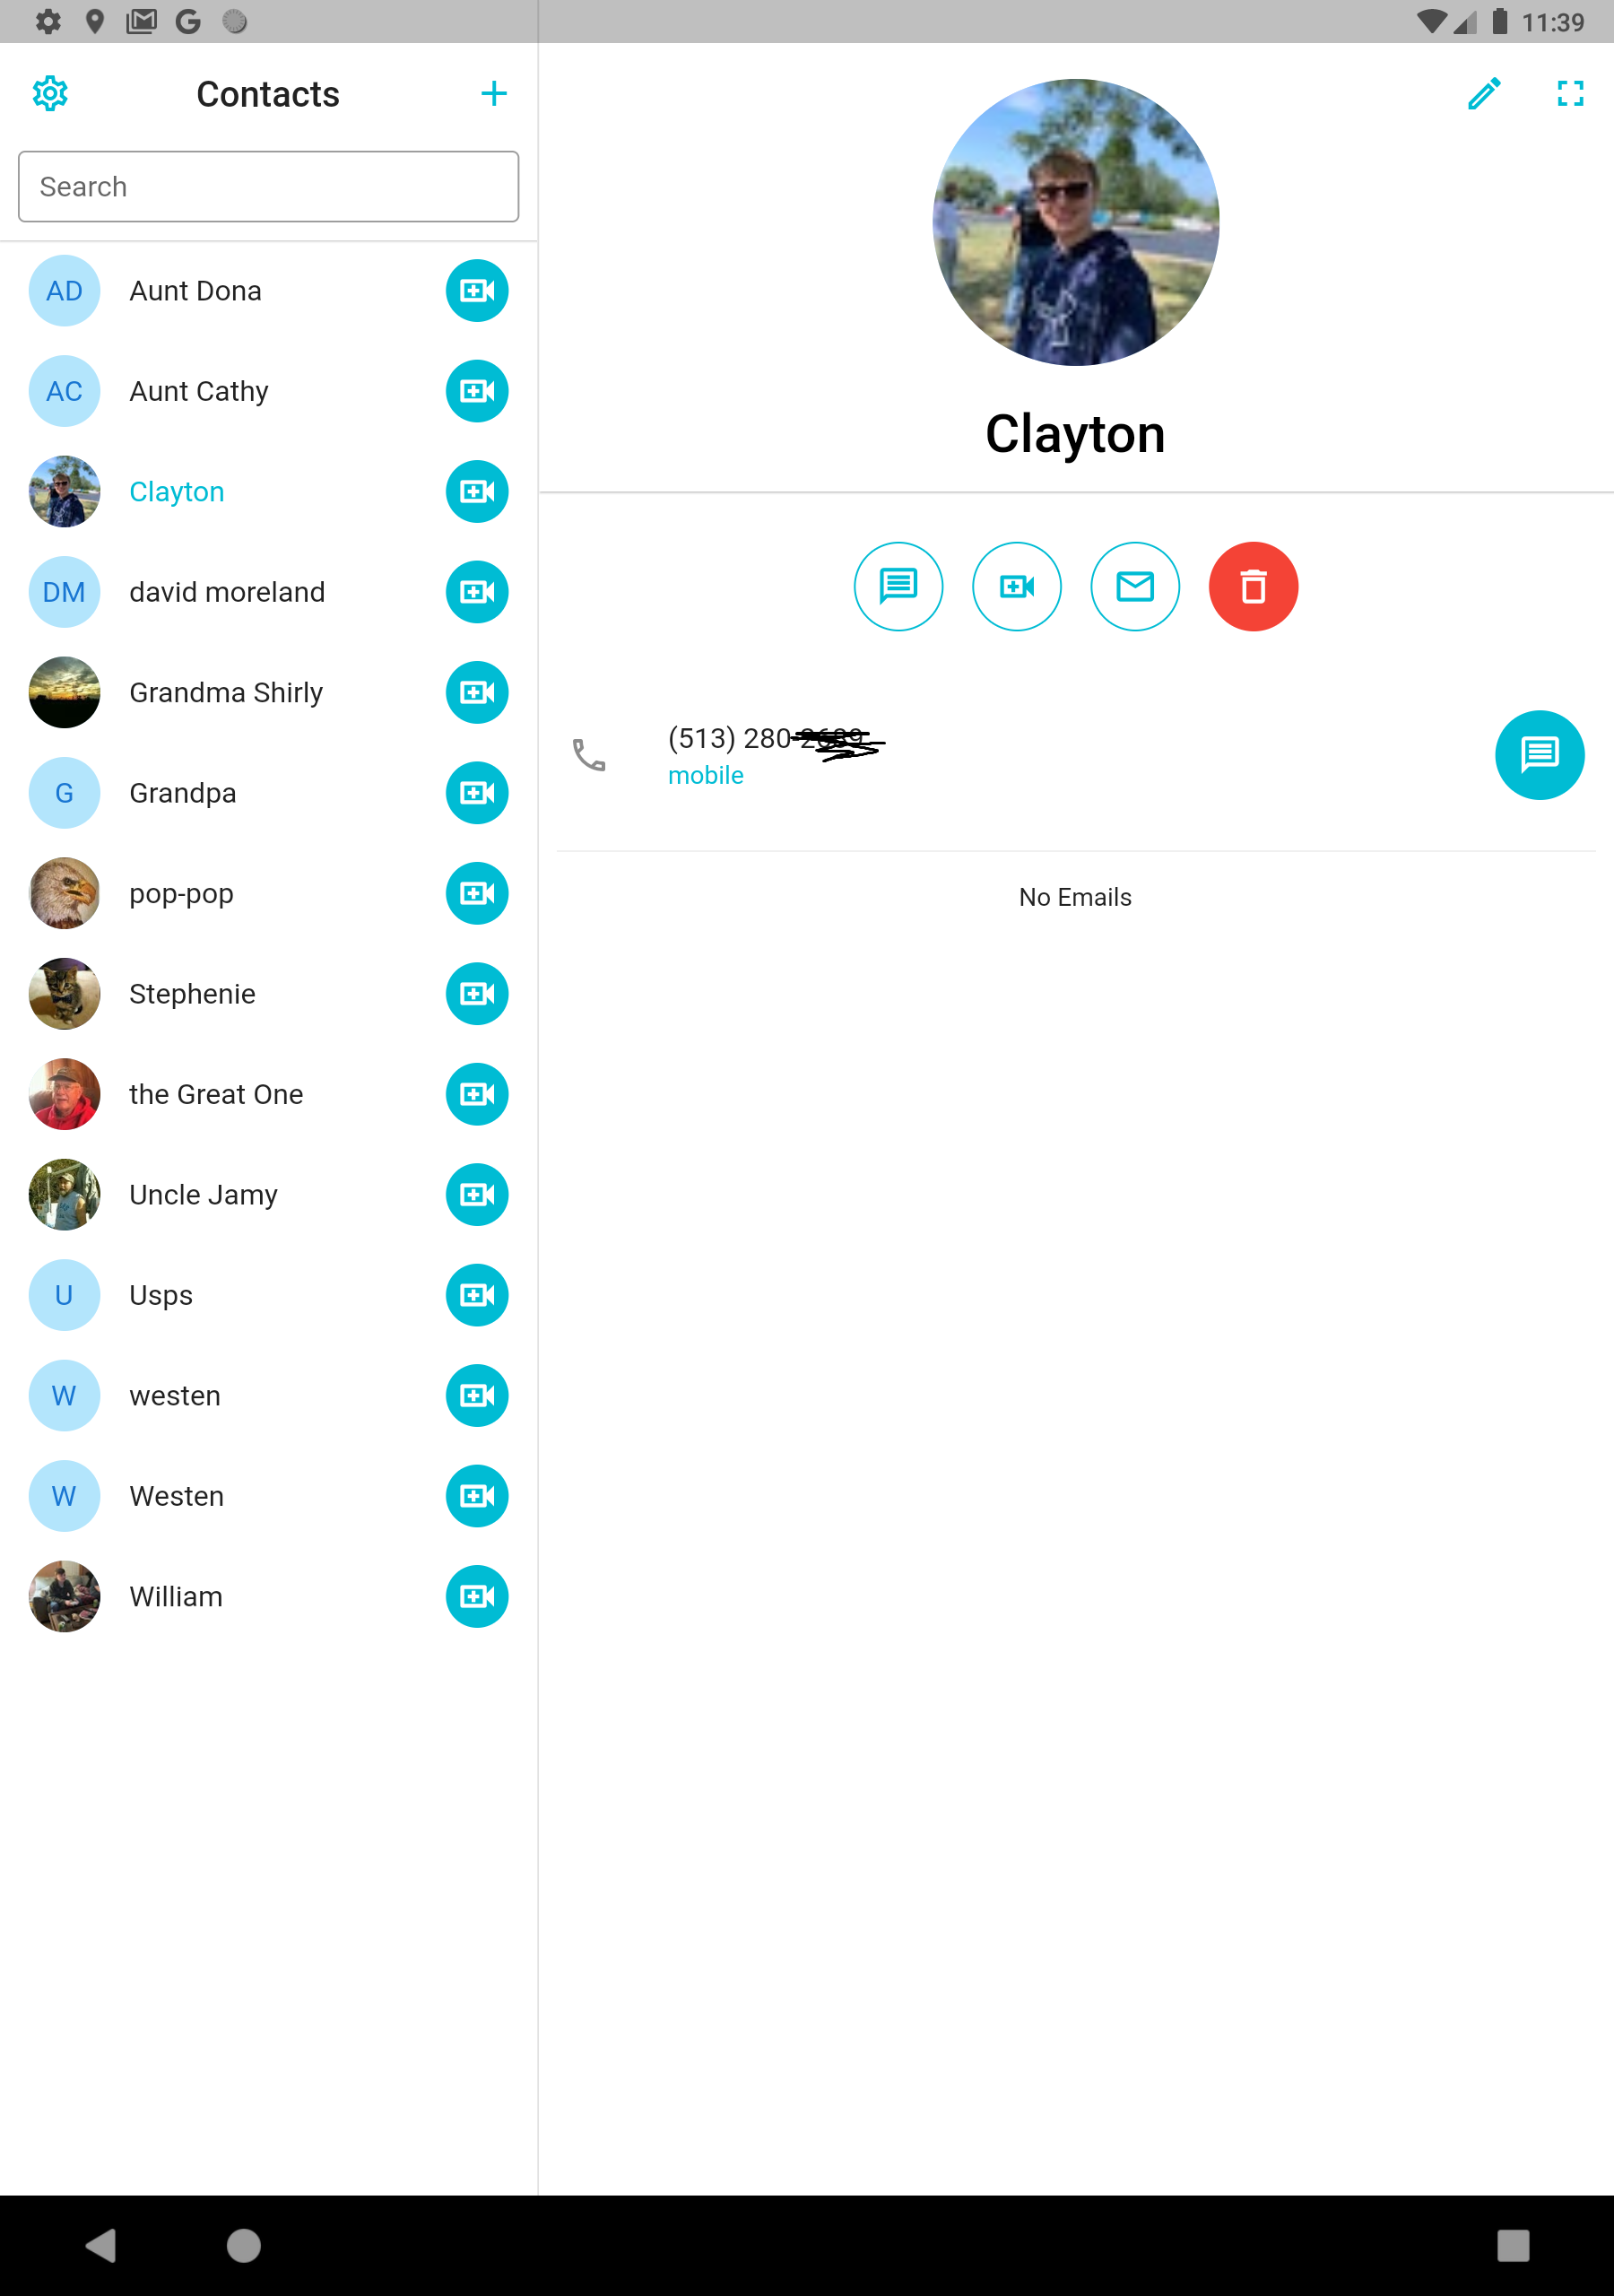 11:39
Contacts
Search
AD Aunt Dona
AC Aunt Cathy
Clayton
DM david moreland
Grandma Shirly
G Grandpa
pop-pop
Stephenie
the Great One
Uncle Jamy
U Usps
W westen
W Westen
William
Clayton
(513) 280-
mobile
No Emails